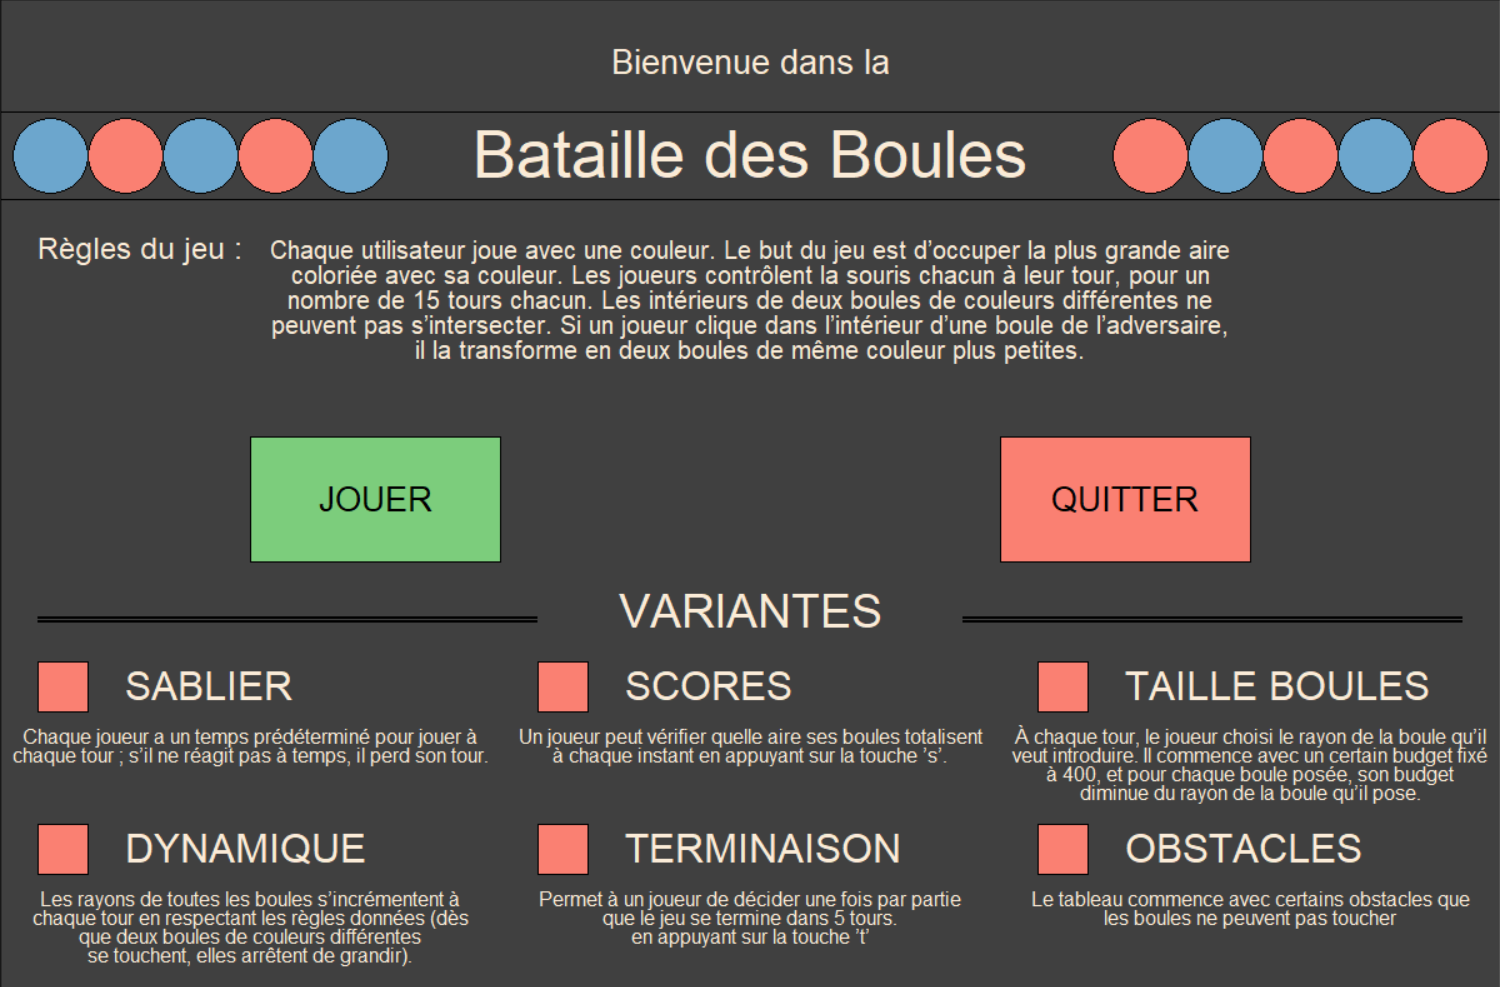 Bienvenue dans la
Bataille des Boules
Règles du jeu :
Chaque utilisateur joue avec une couleur. Le but du jeu est d’occuper la plus grande aire
coloriée avec sa couleur. Les joueurs contrôlent la souris chacun à leur tour, pour un
nombre de 15 tours chacun. Les intérieurs de deux boules de couleurs différentes ne
peuvent pas s’intersecter. Si un joueur clique dans l’intérieur d’une boule de l’adversaire,
il la transforme en deux boules de même couleur plus petites.
JOUER
QUITTER
VARIANTES
SABLIER
Chaque joueur a un temps prédéterminé pour jouer à
chaque tour ; s’il ne réagit pas à temps, il perd son tour.
SCORES
Un joueur peut vérifier quelle aire ses boules totalisent
à chaque instant en appuyant sur la touche ’s’.
TAILLE BOULES
À chaque tour, le joueur choisi le rayon de la boule qu’il
veut introduire. Il commence avec un certain budget fixé
à 400, et pour chaque boule posée, son budget
diminue du rayon de la boule qu’il pose.
DYNAMIQUE
Les rayons de toutes les boules s’incrémentent à
chaque tour en respectant les règles données (dès
que deux boules de couleurs différentes
se touchent, elles arrêtent de grandir).
TERMINAISON
Permet à un joueur de décider une fois par partie
que le jeu se termine dans 5 tours.
en appuyant sur la touche ’t’
OBSTACLES
Le tableau commence avec certains obstacles que
les boules ne peuvent pas toucher